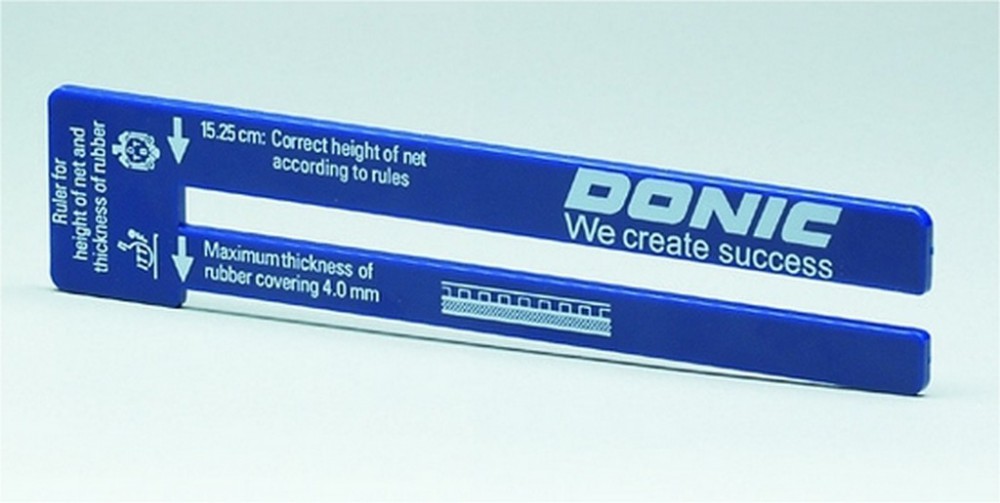 Ruler for
height of net and
thickness of rubber
15.25 cm: Correct height of net
according to rules
DONIC
We create success
ITTF
Maximum thickness of
rubber covering 4.0 mm